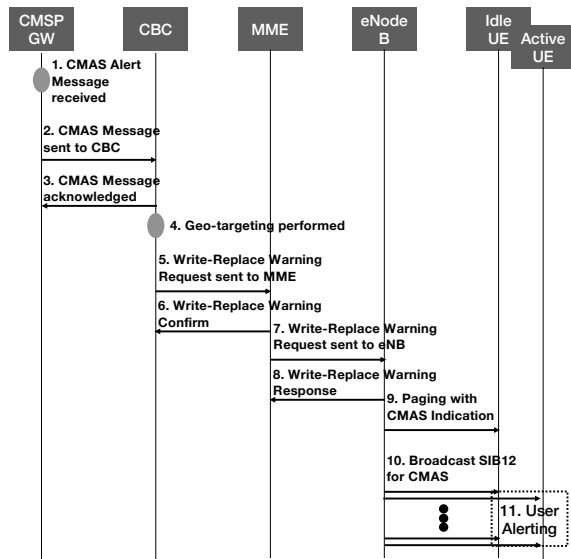 CMSP
GW
CBC
MME
eNode
B
Idle
UE
Active
UE
1. CMAS Alert
Message
received
2. CMAS Message
sent to CBC
3. CMAS Message
acknowledged
4. Geo-targeting performed
5. Write-Replace Warning
Request sent to MME
6. Write-Replace Warning
Confirm
7. Write-Replace Warning
Request sent to eNB
8. Write-Replace Warning
Response
9. Paging with
CMAS Indication
10. Broadcast SIB12
for CMAS
11. User
Alerting